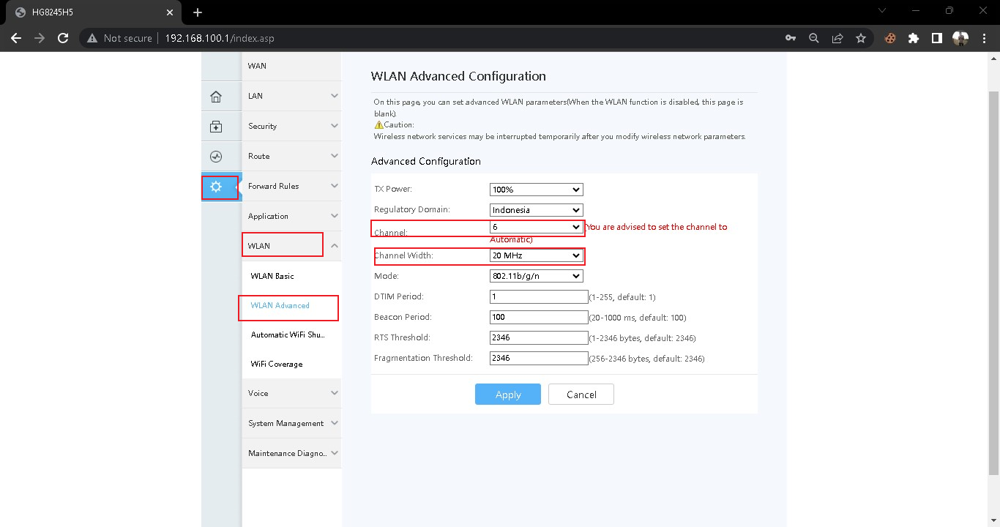 HG8245H5
Not secure
192.168.100.1/index.asp
WAN
LAN
Security
Route
Forward Rules
Application
WLAN
WLAN Basic
WLAN Advanced
Automatic WiFi Shu...
WiFi Coverage
Voice
System Management
Maintenance Diagno...
WLAN Advanced Configuration
On this page, you can set advanced WLAN parameters(When the WLAN function is disabled, this page is
blank).
Caution:
Wireless network services may be interrupted temporarily after you modify wireless network parameters.
Advanced Configuration
TX Power: 100%
Regulatory Domain: Indonesia
Channel: 6 (You are advised to set the channel to
Automatic)
Channel Width: 20 MHz
Mode: 802.11b/g/n
DTIM Period: 1 (1-255, default: 1)
Beacon Period: 100 (20-1000 ms, default: 100)
RTS Threshold: 2346 (1-2346 bytes, default: 2346)
Fragmentation Threshold: 2346 (256-2346 bytes, default: 2346)
Apply Cancel